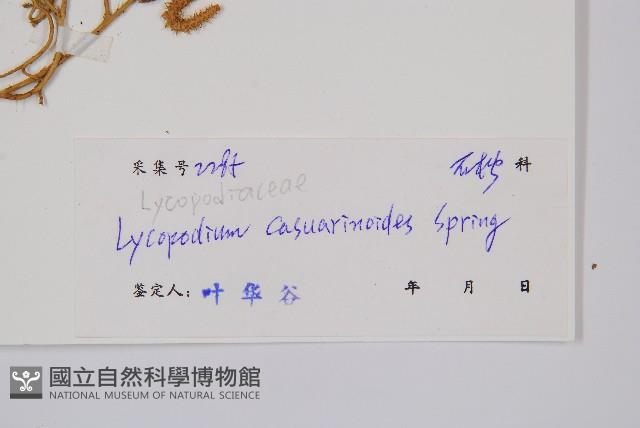 采集号 2285 石松 科
Lycopodiaceae
Lycopodium casuarinoides Spring
鉴定人: 叶华谷 年 月 日
國立自然科學博物館
NATIONAL MUSEUM OF NATURAL SCIENCE